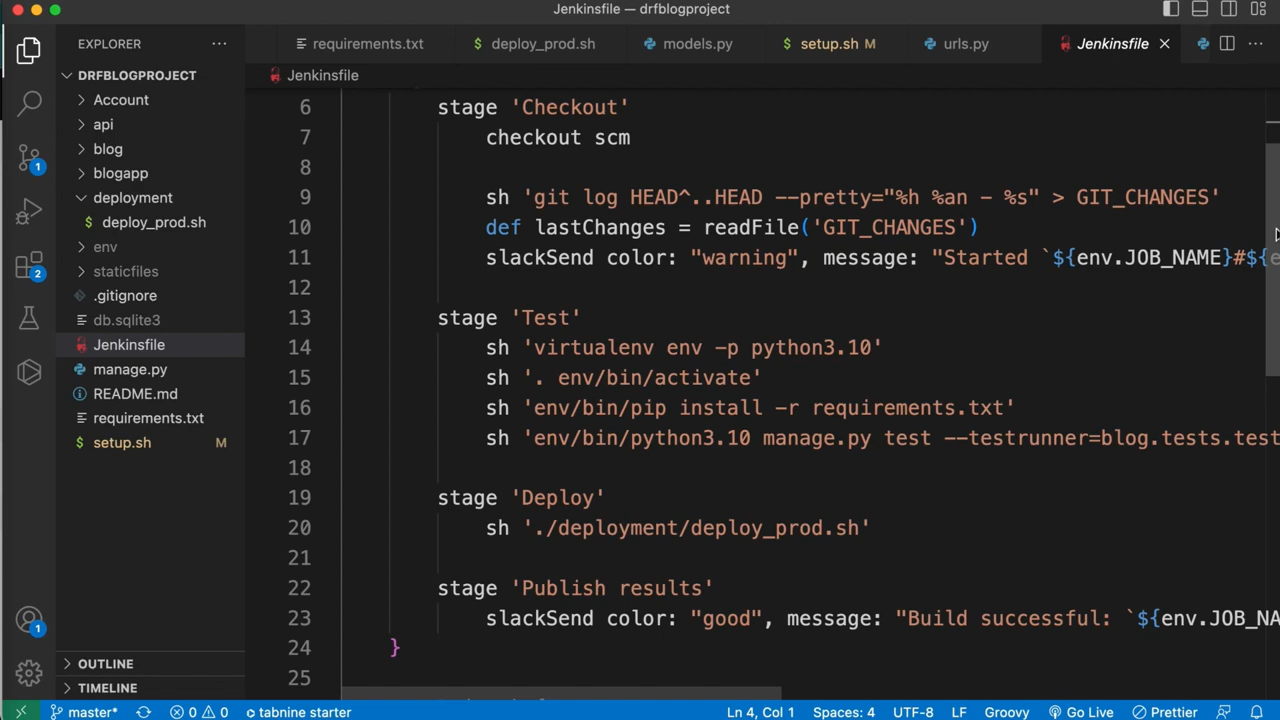 Jenkinsfile — drfblogproject
EXPLORER
requirements.txt
deploy_prod.sh
models.py
setup.sh M
urls.py
Jenkinsfile
DRFBLOGPROJECT
Account
api
blog
blogapp
deployment
deploy_prod.sh
env
staticfiles
.gitignore
db.sqlite3
Jenkinsfile
manage.py
README.md
requirements.txt
setup.sh M
OUTLINE
TIMELINE
1
2
1
Jenkinsfile
6 stage 'Checkout'
7 checkout scm
8
9 sh 'git log HEAD^..HEAD --pretty="%h %an - %s" > GIT_CHANGES'
10 def lastChanges = readFile('GIT_CHANGES')
11 slackSend color: "warning", message: "Started `${env.JOB_NAME}#${e
12
13 stage 'Test'
14 sh 'virtualenv env -p python3.10'
15 sh '. env/bin/activate'
16 sh 'env/bin/pip install -r requirements.txt'
17 sh 'env/bin/python3.10 manage.py test --testrunner=blog.tests.test
18
19 stage 'Deploy'
20 sh './deployment/deploy_prod.sh'
21
22 stage 'Publish results'
23 slackSend color: "good", message: "Build successful: `${env.JOB_NA
24 }
25
master* 0 0 tabnine starter Ln 4, Col 1 Spaces: 4 UTF-8 LF Groovy Go Live Prettier